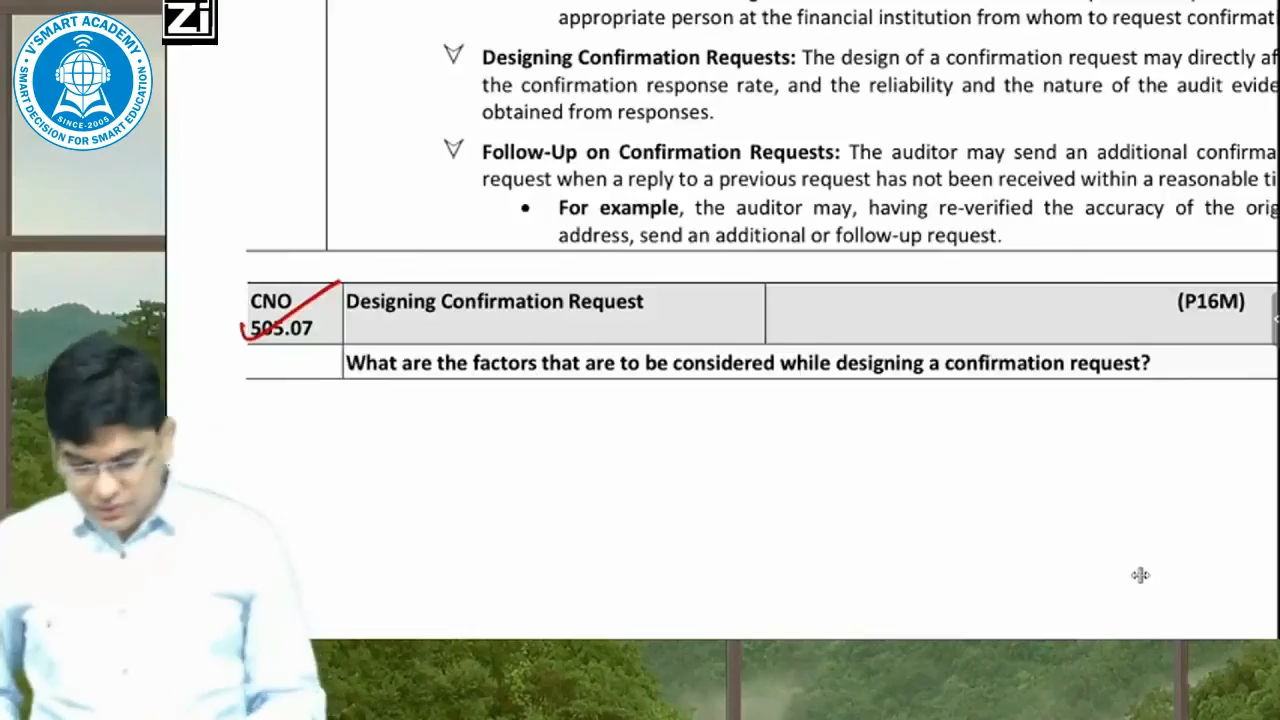 V'SMART ACADEMY
SINCE-2005
SMART DECISION FOR SMART EDUCATION
Zi
appropriate person at the financial institution from whom to request confirmat
Designing Confirmation Requests: The design of a confirmation request may directly af
the confirmation response rate, and the reliability and the nature of the audit evide
obtained from responses.
Follow-Up on Confirmation Requests: The auditor may send an additional confirma
request when a reply to a previous request has not been received within a reasonable ti
• For example, the auditor may, having re-verified the accuracy of the orig
address, send an additional or follow-up request.
CNO Designing Confirmation Request (P16M)
505.07
What are the factors that are to be considered while designing a confirmation request?